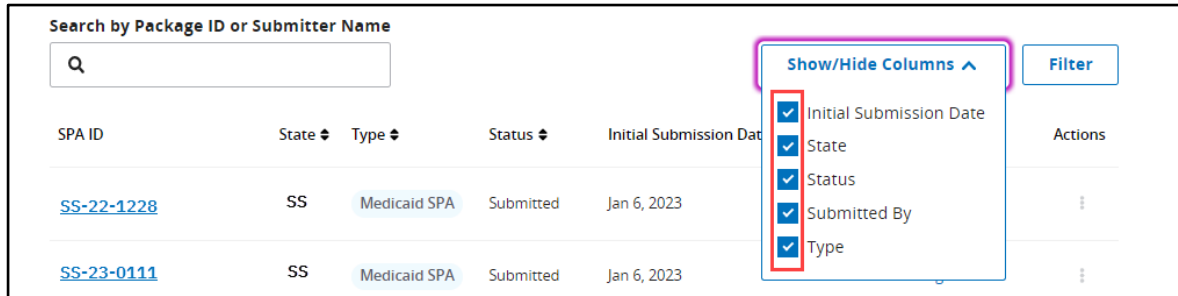 Search by Package ID or Submitter Name
Show/Hide Columns
Filter
Initial Submission Date
State
Status
Submitted By
Type
SPA ID State Type Status Initial Submission Dat Actions
SS-22-1228 SS Medicaid SPA Submitted Jan 6, 2023
SS-23-0111 SS Medicaid SPA Submitted Jan 6, 2023